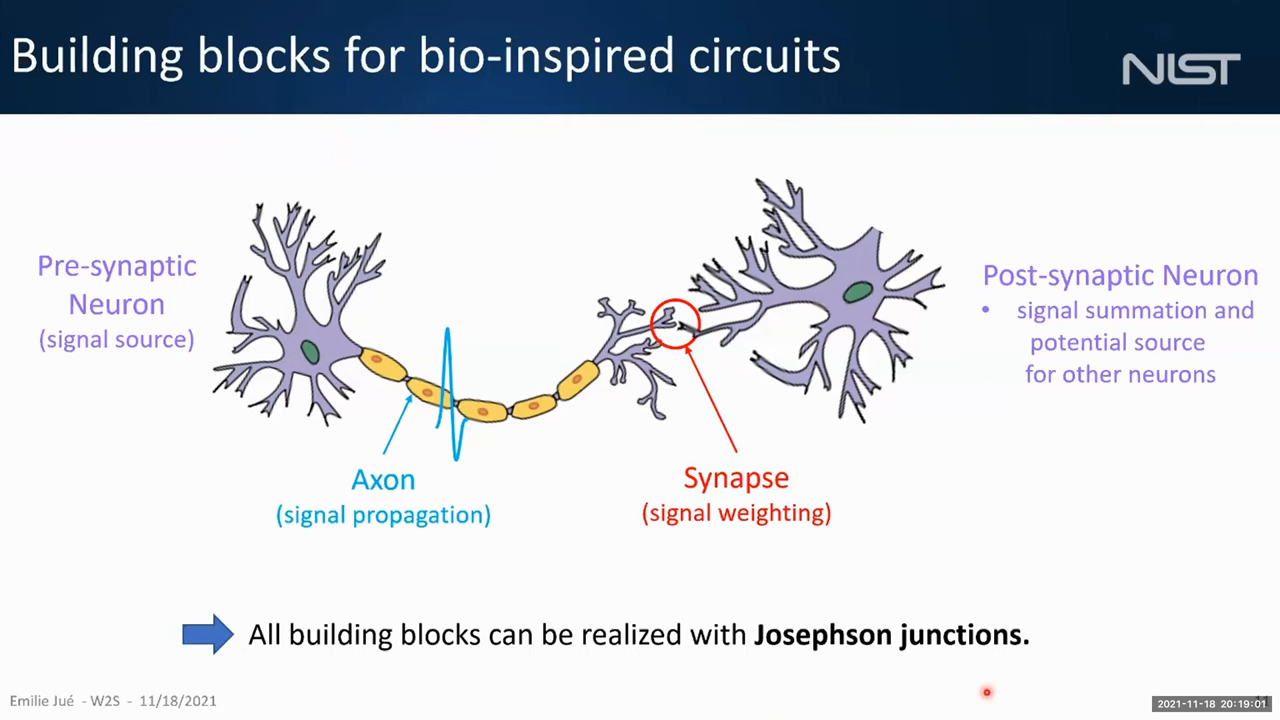 Building blocks for bio-inspired circuits
NIST
Pre-synaptic
Neuron
(signal source)
Post-synaptic Neuron
• signal summation and
potential source
for other neurons
Axon
(signal propagation)
Synapse
(signal weighting)
All building blocks can be realized with Josephson junctions.
Emilie Jué - W2S - 11/18/2021
2021-11-18 20:19:01